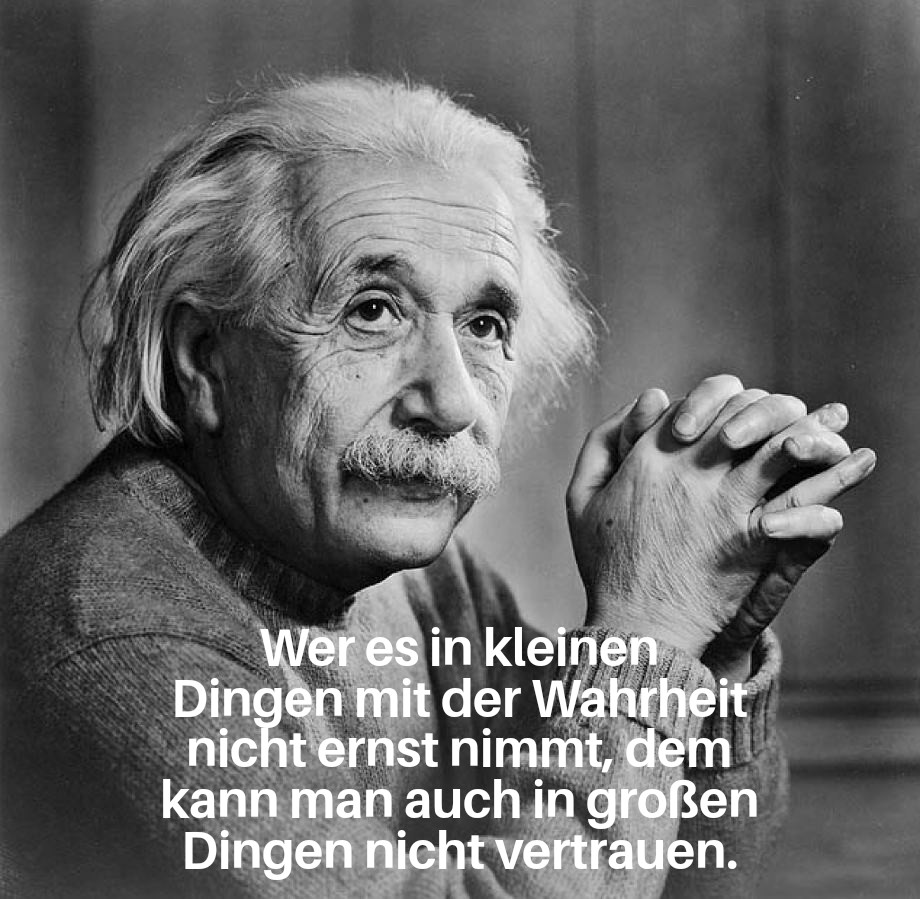 Wer es in kleinen
Dingen mit der Wahrheit
nicht ernst nimmt, dem
kann man auch in großen
Dingen nicht vertrauen.